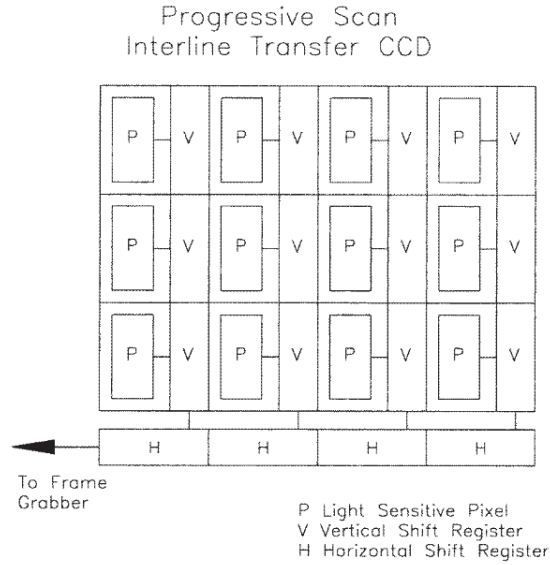 Progressive Scan
Interline Transfer CCD
P V P V P V P V
P V P V P V P V
P V P V P V P V
H H H H
To Frame
Grabber
P Light Sensitive Pixel
V Vertical Shift Register
H Horizontal Shift Register